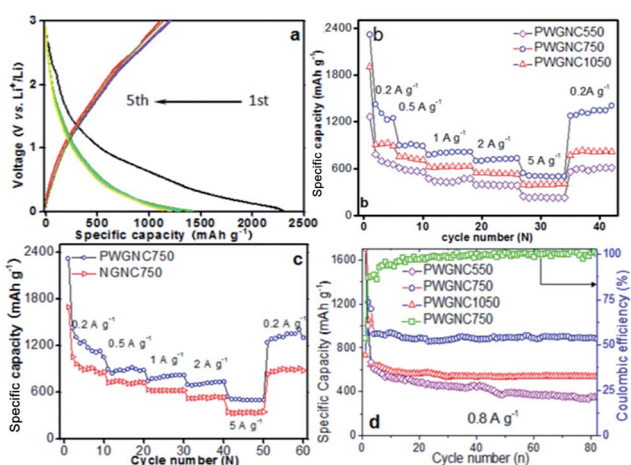 a
5th
1st
Voltage (V vs. Li⁺/Li)
3
2
1
0
0 500 1000 1500 2000 2500
Specific capacity (mAh g⁻¹)
b
PWGNC550
PWGNC750
PWGNC1050
0.2 A g⁻¹
0.5 A g⁻¹
1 A g⁻¹
2 A g⁻¹
5 A g⁻¹
0.2A g⁻¹
Specific capacity (mAh g⁻¹)
2400
1800
1200
600
0
b
0 10 20 30 40
cycle number (N)
c
PWGNC750
NGNC750
0.2 A g⁻¹
0.5 A g⁻¹
1 A g⁻¹
2 A g⁻¹
5 A g⁻¹
0.2 A g⁻¹
Specific capacity (mAh g⁻¹)
2400
1800
1200
600
0
0 10 20 30 40 50 60
Cycle number (N)
PWGNC550
PWGNC750
PWGNC1050
PWGNC750
Specific Capacity (mAh g⁻¹)
1600
1200
800
400
0
Coulombic efficiency (%)
100
80
60
40
20
0
d
0.8 A g⁻¹
0 20 40 60 80
Cycle number (n)